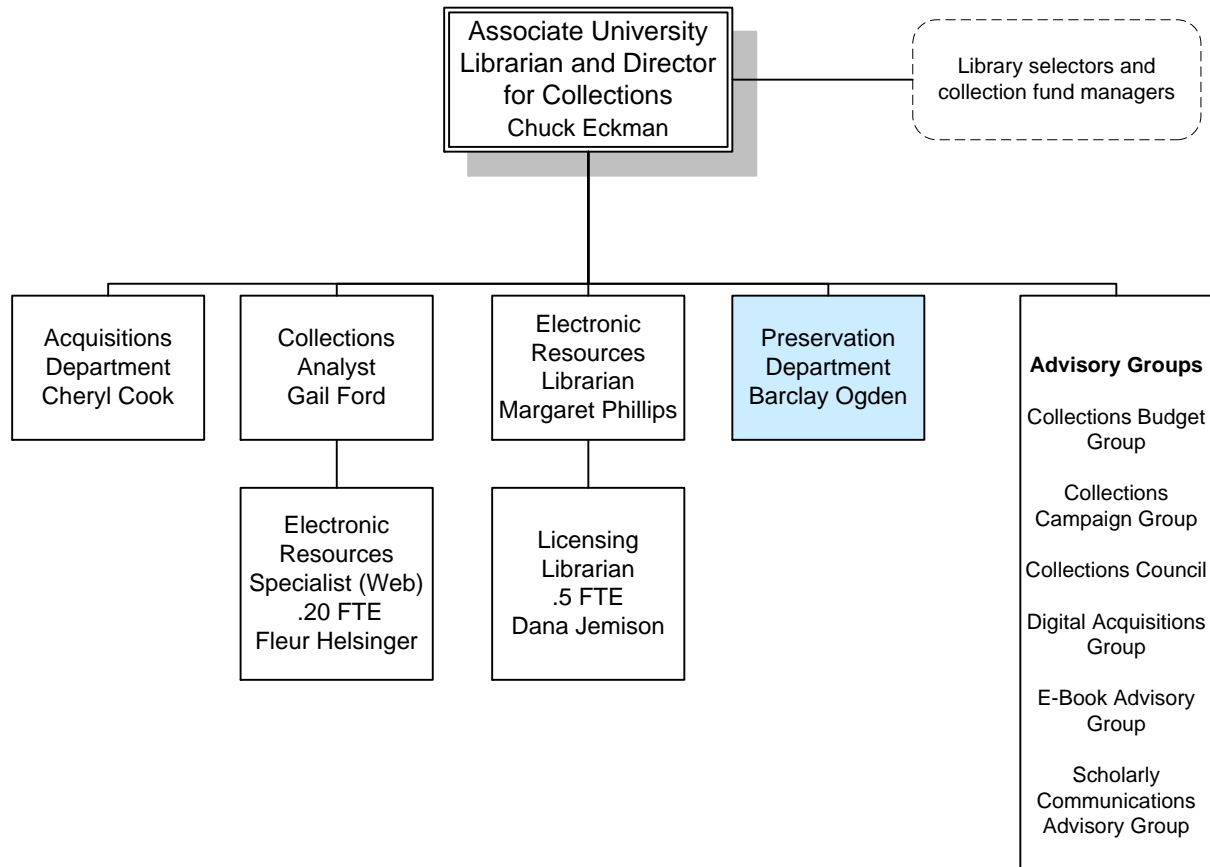 Associate University
Librarian and Director
for Collections
Chuck Eckman
Library selectors and
collection fund managers
Acquisitions
Department
Cheryl Cook
Collections
Analyst
Gail Ford
Electronic
Resources
Librarian
Margaret Phillips
Preservation
Department
Barclay Ogden
Advisory Groups
Collections Budget
Group
Collections
Campaign Group
Collections Council
Digital Acquisitions
Group
E-Book Advisory
Group
Scholarly
Communications
Advisory Group
Electronic
Resources
Specialist (Web)
.20 FTE
Fleur Helsinger
Licensing
Librarian
.5 FTE
Dana Jemison